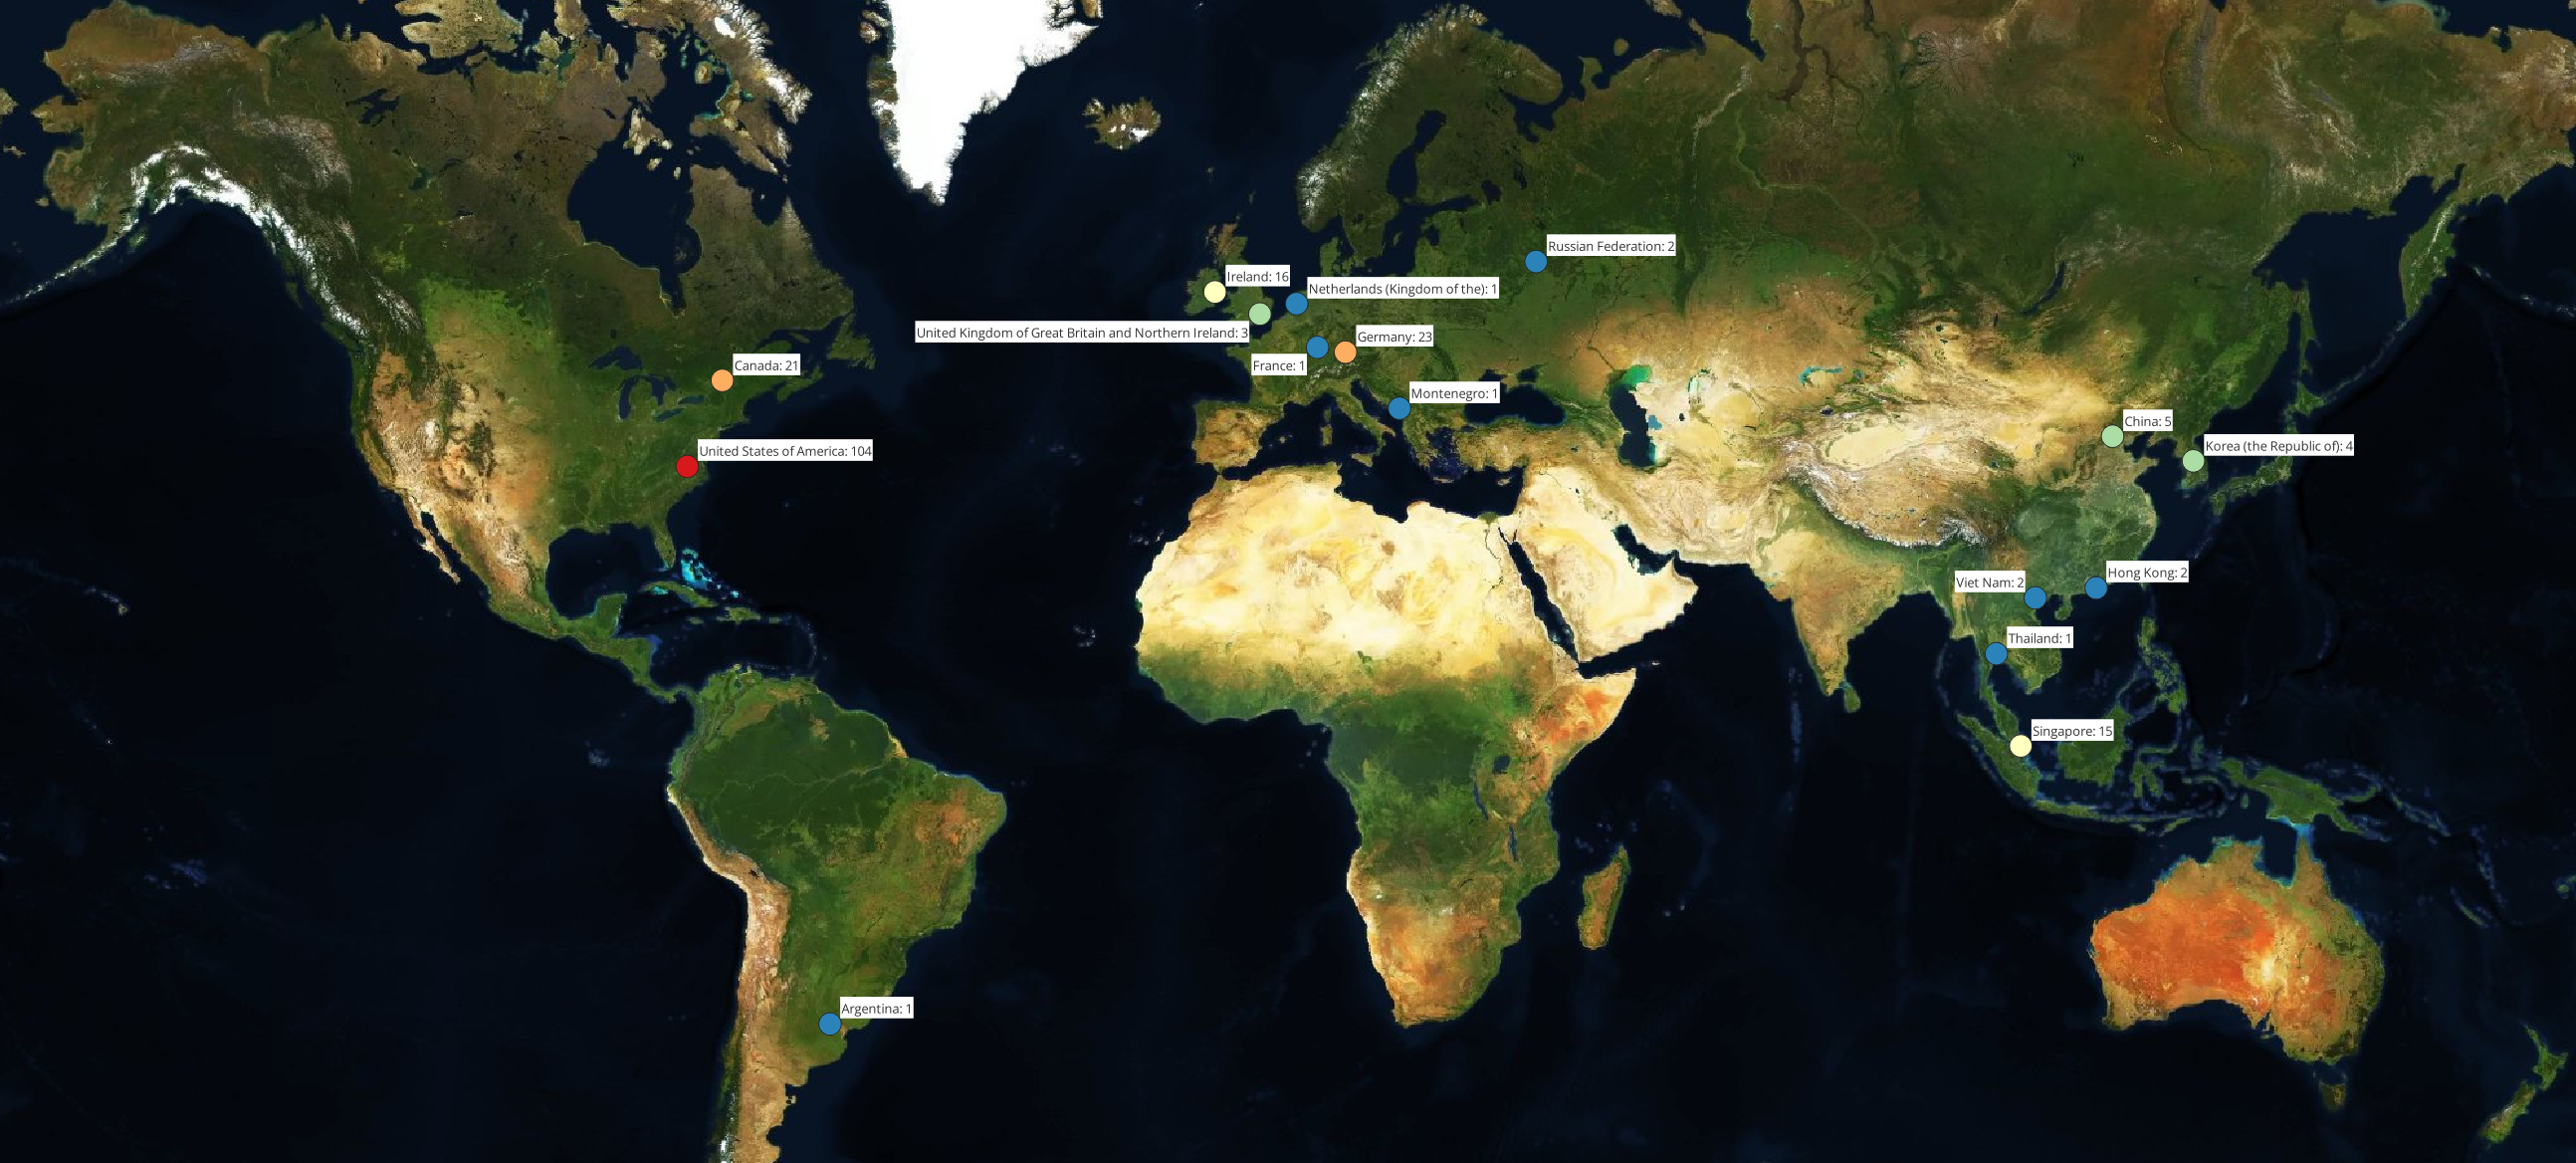 Russian Federation: 2
Ireland: 16
Netherlands (Kingdom of the): 1
United Kingdom of Great Britain and Northern Ireland: 3
Germany: 23
France: 1
Canada: 21
Montenegro: 1
China: 5
Korea (the Republic of): 4
United States of America: 104
Hong Kong: 2
Viet Nam: 2
Thailand: 1
Singapore: 15
Argentina: 1